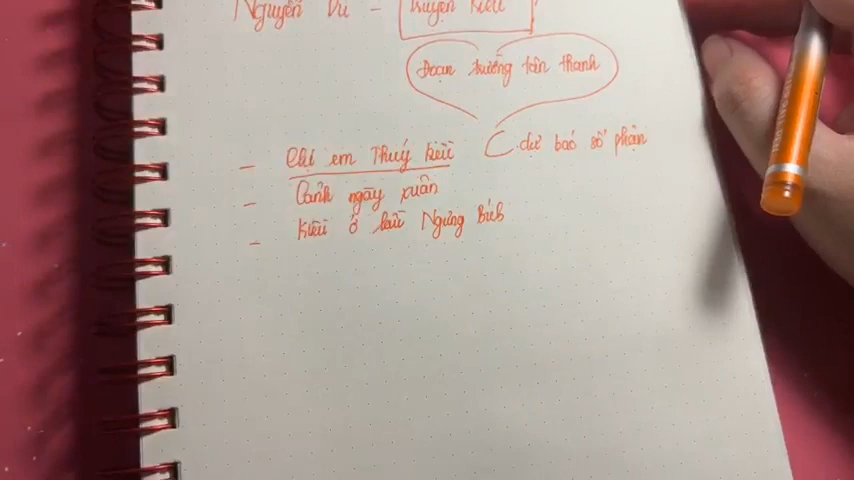 Nguyễn Du - Truyện Kiều
Đoạn trường tân thanh
- Chị em Thuý Kiều
dự báo số phận
- Cảnh ngày xuân
- Kiều ở lầu Ngưng Bích